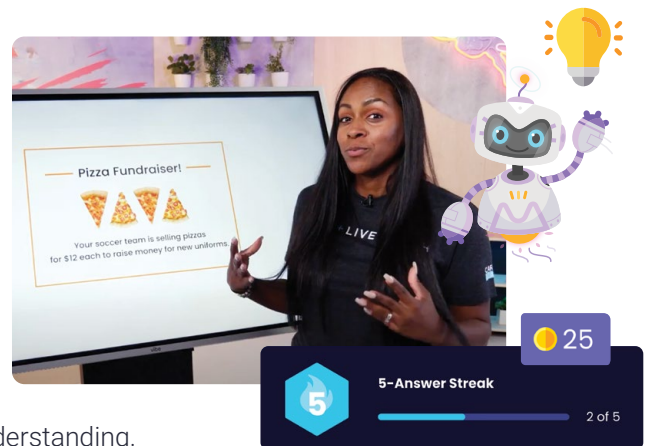 Pizza Fundraiser!
Your soccer team is selling pizzas
for $12 each to raise money for new uniforms.
LIVE
25
5
5-Answer Streak
2 of 5
derstanding.